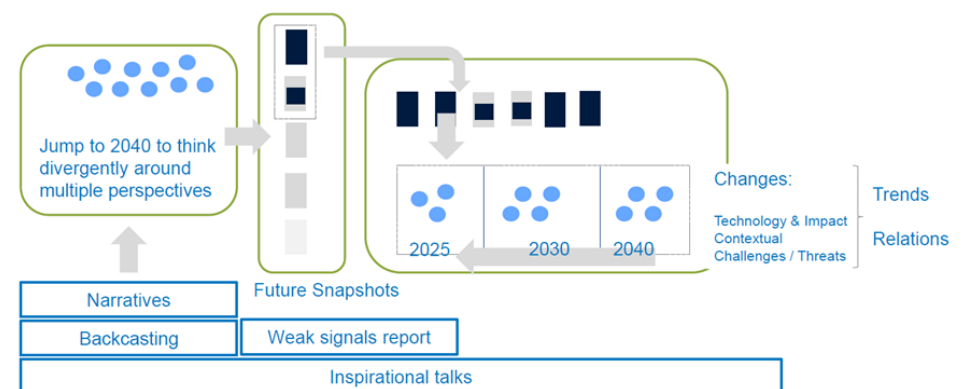 Jump to 2040 to think
divergently around
multiple perspectives
Narratives
Backcasting
Future Snapshots
Weak signals report
Inspirational talks
2025
2030
2040
Changes:
Technology & Impact
Contextual
Challenges / Threats
Trends
Relations